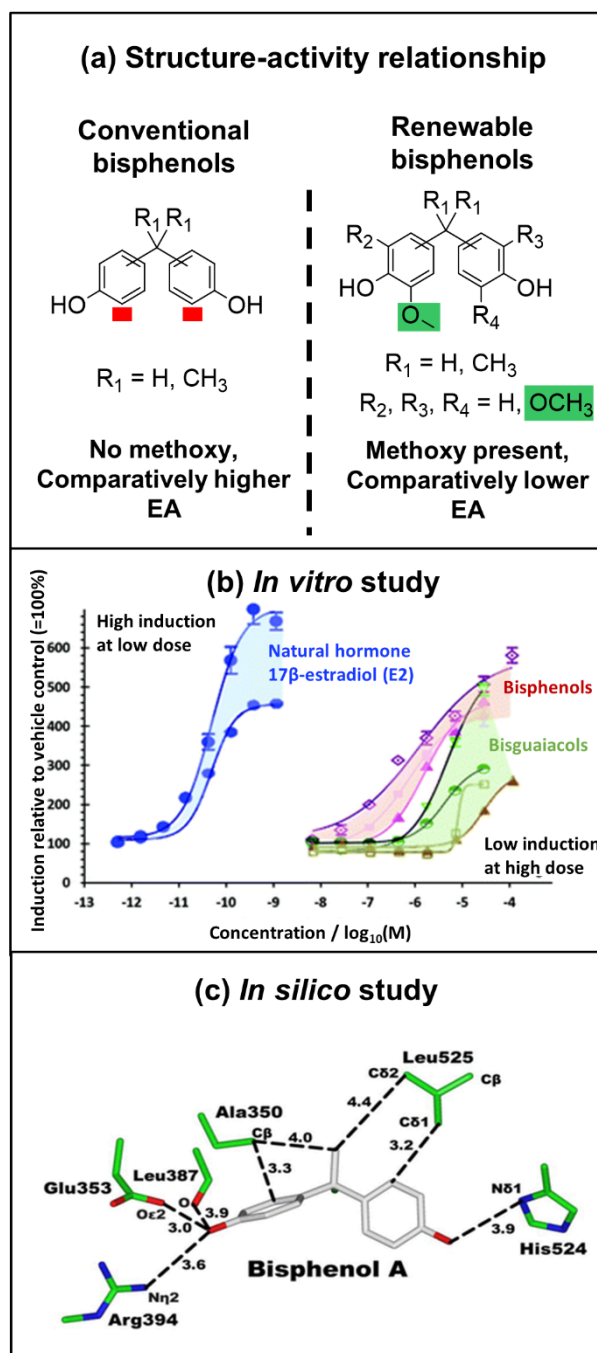 (a) Structure-activity relationship
Conventional
bisphenols
R₁ R₁
HO
OH
R₁ = H, CH₃
No methoxy,
Comparatively higher
EA
Renewable
bisphenols
R₁ R₁
R₂
R₃
HO
OH
O
R₄
R₁ = H, CH₃
R₂, R₃, R₄ = H, OCH₃
Methoxy present,
Comparatively lower
EA
(b) In vitro study
Induction relative to vehicle control (=100%)
600
500
400
300
200
100
0
High induction
at low dose
Natural hormone
17β-estradiol (E2)
Bisphenols
Bisguaiacols
Low induction
at high dose
-13 -12 -11 -10 -9 -8 -7 -6 -5 -4 -3
Concentration / log₁₀(M)
(c) In silico study
Leu525
Cδ2
Cβ
4.4
Cδ1
Ala350
Cβ
4.0
3.2
3.3
Leu387
Glu353
O
Oε2
3.9
3.0
Nδ1
3.9
His524
3.6
Bisphenol A
Nη2
Arg394